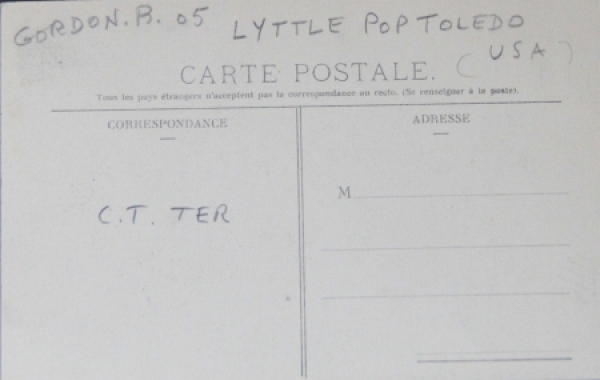 GORDON. B. 05 LYTTLE POP TOLEDO
(USA)
CARTE POSTALE.
Tous les pays étrangers n'acceptent pas la correspondance au recto. (Se renseigner à la poste).
CORRESPONDANCE
ADRESSE
M
C.T. TER